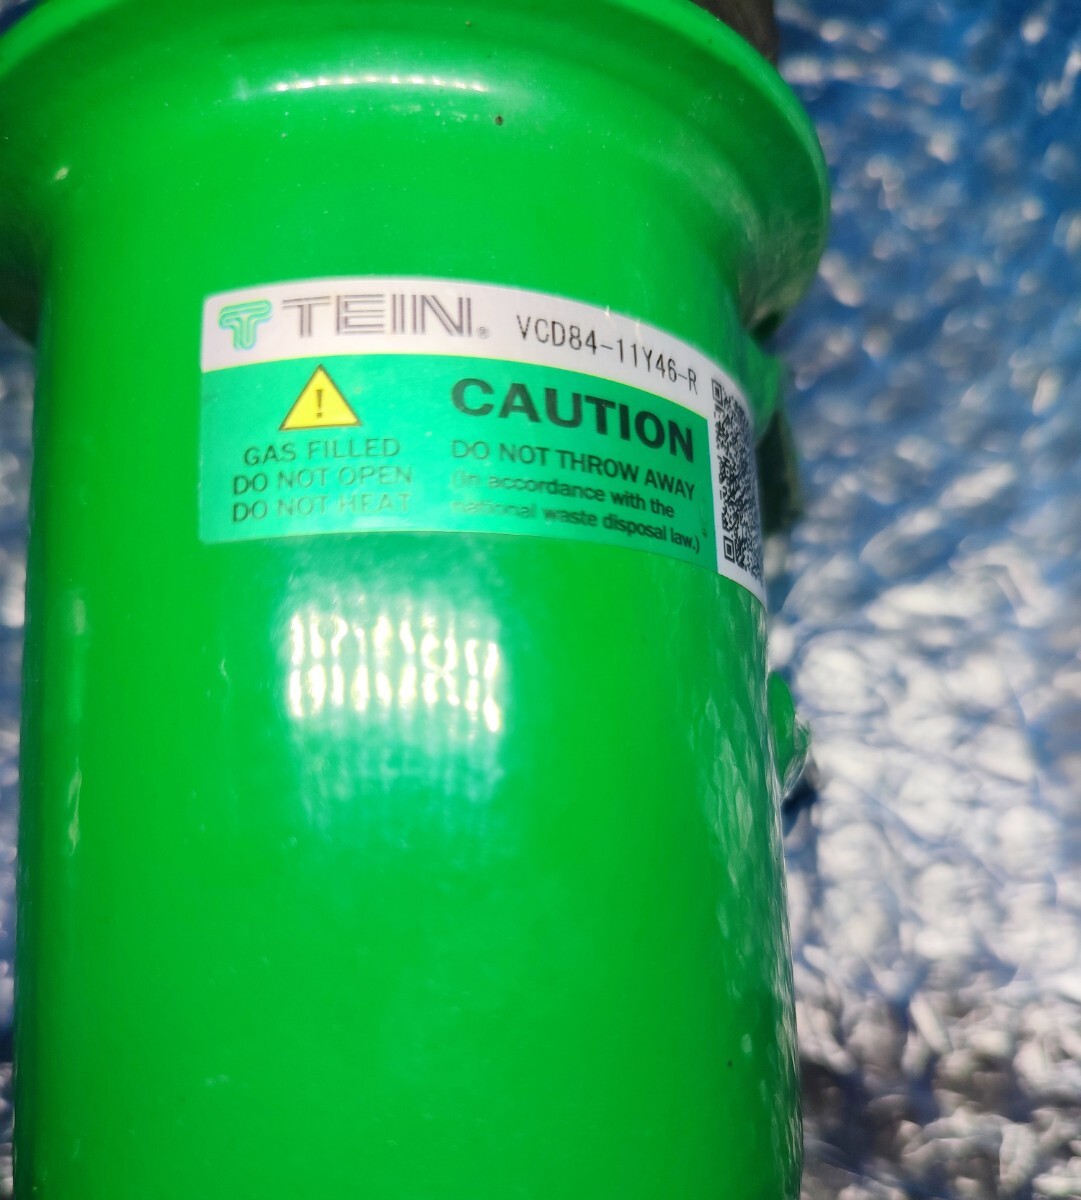 TEIN® VCD84-11Y46-R
!
GAS FILLED
DO NOT OPEN
DO NOT HEAT
CAUTION
DO NOT THROW AWAY
(In accordance with the
national waste disposal law.)